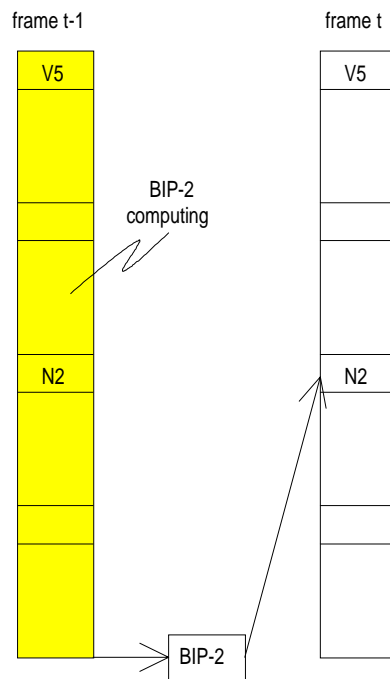 frame t-1
frame t
V5
V5
BIP-2
computing
N2
N2
BIP-2